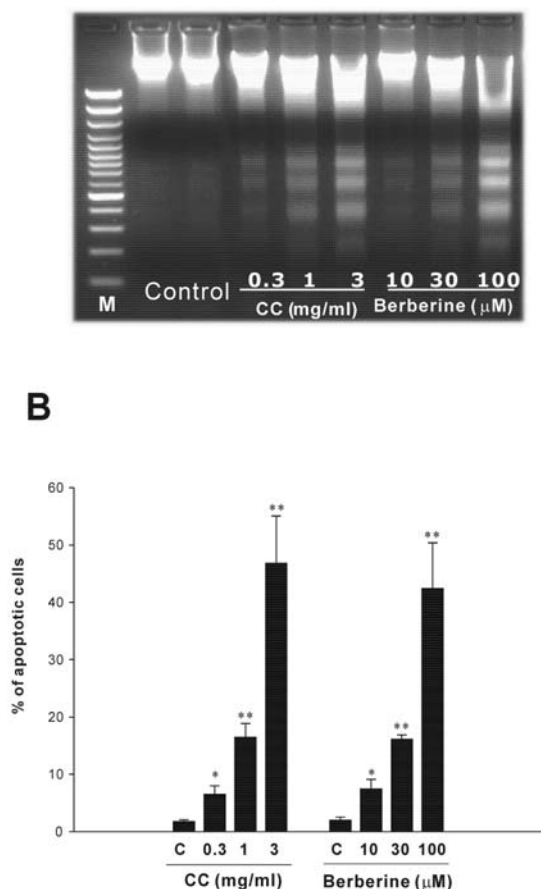 M Control 0.3 1 3 10 30 100
CC (mg/ml) Berberine (μM)
B
60
50
40
30
20
10
0
% of apoptotic cells
*
**
**
*
**
**
C 0.3 1 3 C 10 30 100
CC (mg/ml) Berberine (μM)